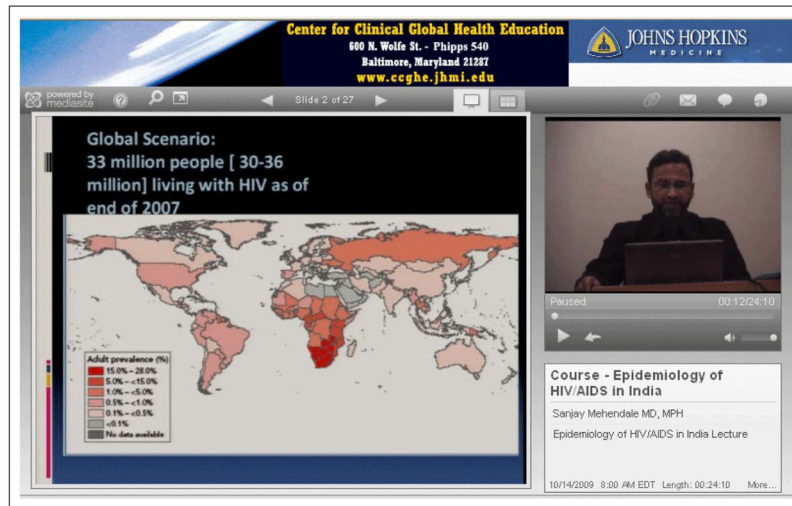 Center for Clinical Global Health Education
600 N. Wolfe St. - Phipps 540
Baltimore, Maryland 21287
www.ccghe.jhmi.edu
JOHNS HOPKINS
MEDICINE
powered by
mediasite
Slide 2 of 27
Global Scenario:
33 million people [ 30-36
million] living with HIV as of
end of 2007
Adult prevalence (%)
15.0% – 28.0%
5.0% – <15.0%
1.0% – <5.0%
0.5% – <1.0%
0.1% – <0.5%
<0.1%
No data available
Paused
00:12/24:10
Course - Epidemiology of
HIV/AIDS in India
Sanjay Mehendale MD, MPH
Epidemiology of HIV/AIDS in India Lecture
10/14/2009 8:00 AM EDT Length: 00:24:10 More...